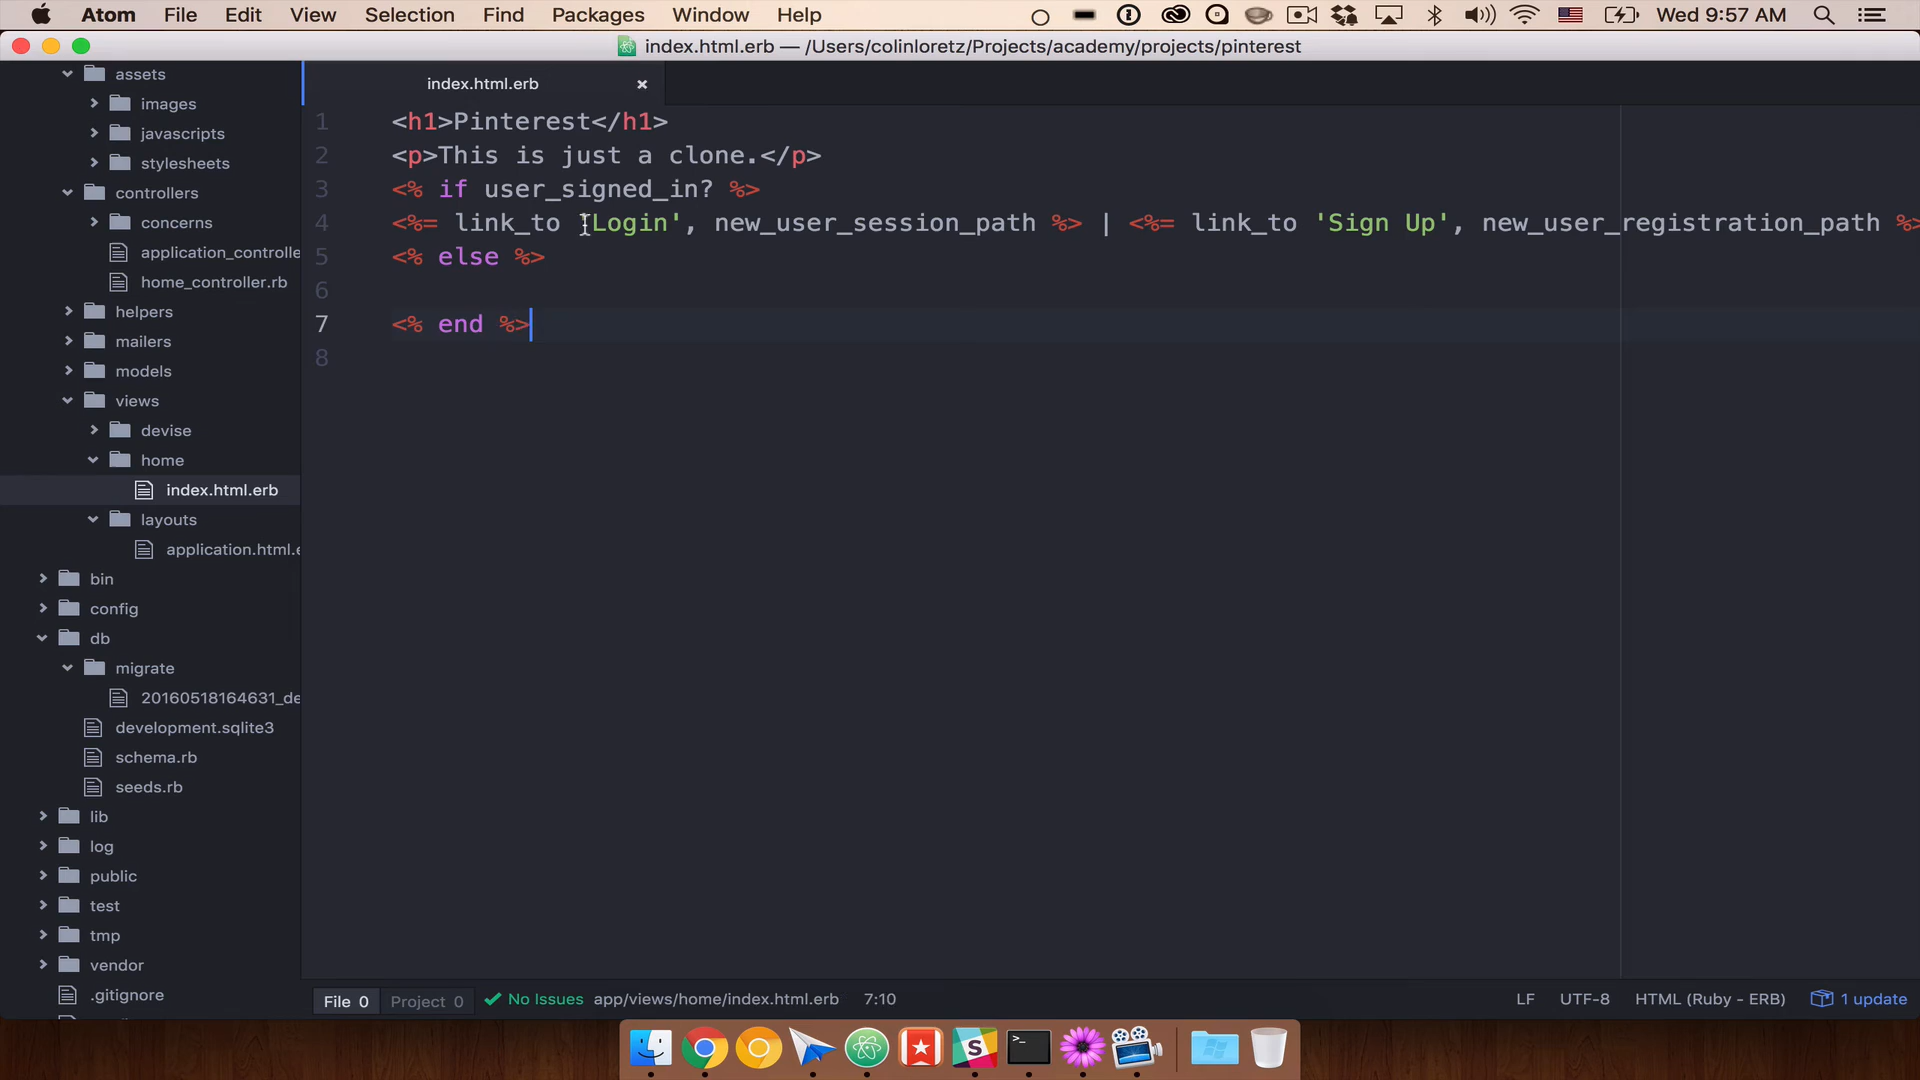 Atom File Edit View Selection Find Packages Window Help Wed 9:57 AM
index.html.erb — /Users/colinloretz/Projects/academy/projects/pinterest
assets
images
javascripts
stylesheets
controllers
concerns
application_controlle
home_controller.rb
helpers
mailers
models
views
devise
home
index.html.erb
layouts
application.html.e
bin
config
db
migrate
20160518164631_de
development.sqlite3
schema.rb
seeds.rb
lib
log
public
test
tmp
vendor
.gitignore
index.html.erb
1 <h1>Pinterest</h1>
2 <p>This is just a clone.</p>
3 <% if user_signed_in? %>
4 <%= link_to 'Login', new_user_session_path %> | <%= link_to 'Sign Up', new_user_registration_path %>
5 <% else %>
6
7 <% end %>
8
File 0 Project 0 No Issues app/views/home/index.html.erb 7:10 LF UTF-8 HTML (Ruby - ERB) 1 update